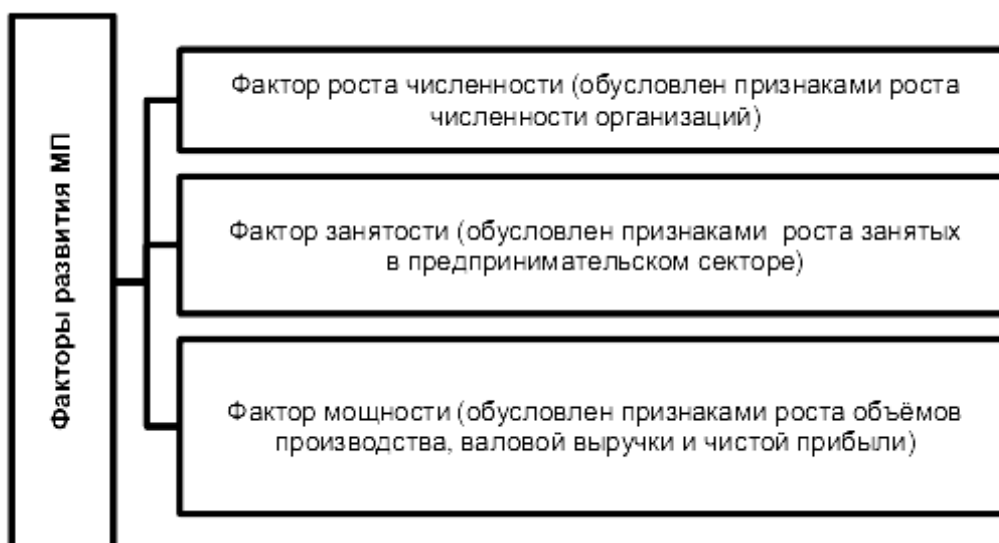 Факторы развития МП
Фактор роста численности (обусловлен признаками роста
численности организаций)
Фактор занятости (обусловлен признаками роста занятых
в предпринимательском секторе)
Фактор мощности (обусловлен признаками роста объёмов
производства, валовой выручки и чистой прибыли)